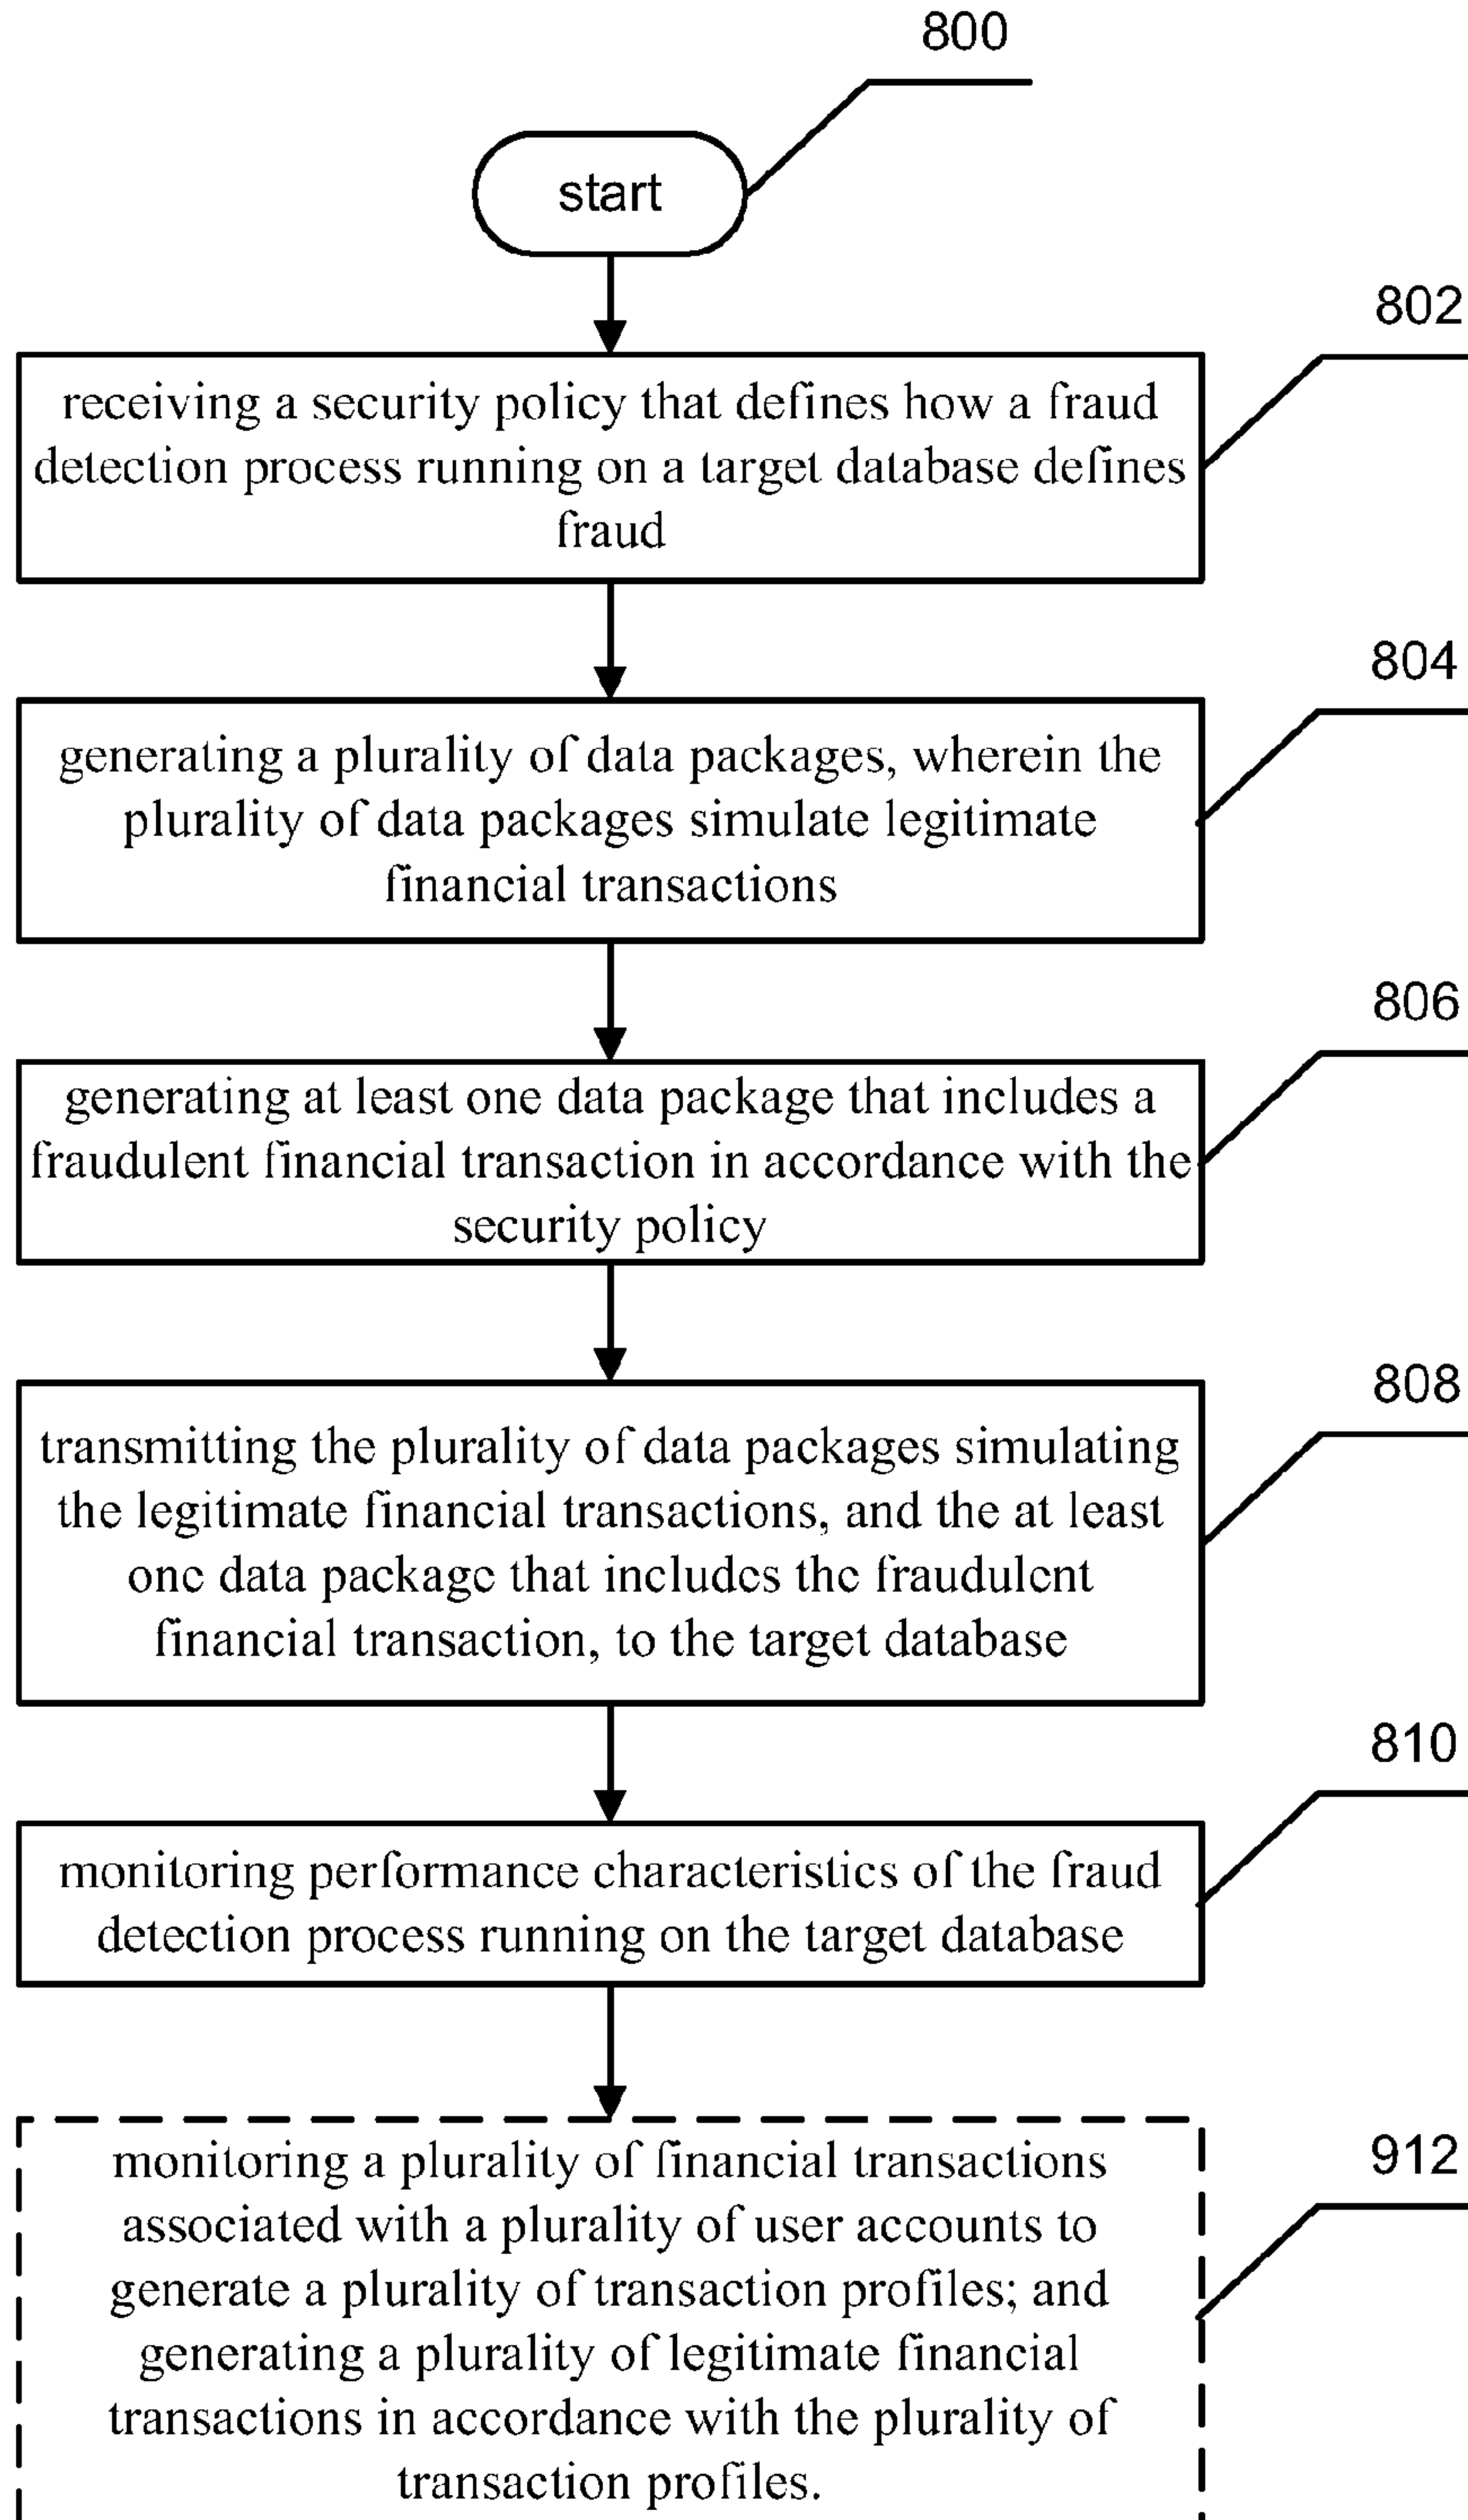 800
start
802
receiving a security policy that defines how a fraud
detection process running on a target database defines
fraud
804
generating a plurality of data packages, wherein the
plurality of data packages simulate legitimate
financial transactions
806
generating at least one data package that includes a
fraudulent financial transaction in accordance with the
security policy
808
transmitting the plurality of data packages simulating
the legitimate financial transactions, and the at least
one data package that includes the fraudulent
financial transaction, to the target database
810
monitoring performance characteristics of the fraud
detection process running on the target database
912
monitoring a plurality of financial transactions
associated with a plurality of user accounts to
generate a plurality of transaction profiles; and
generating a plurality of legitimate financial
transactions in accordance with the plurality of
transaction profiles.